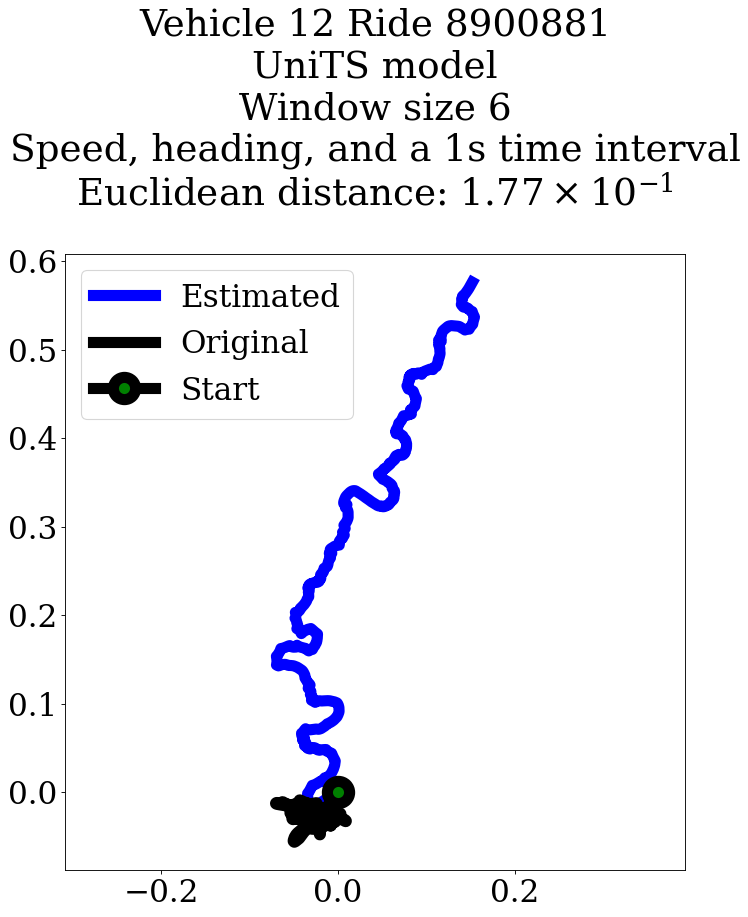 Vehicle 12 Ride 8900881
UniTS model
Window size 6
Speed, heading, and a 1s time interval
Euclidean distance: 1.77 × 10⁻¹
0.6
Estimated
Original
Start
0.5
0.4
0.3
0.2
0.1
0.0
−0.2 0.0 0.2